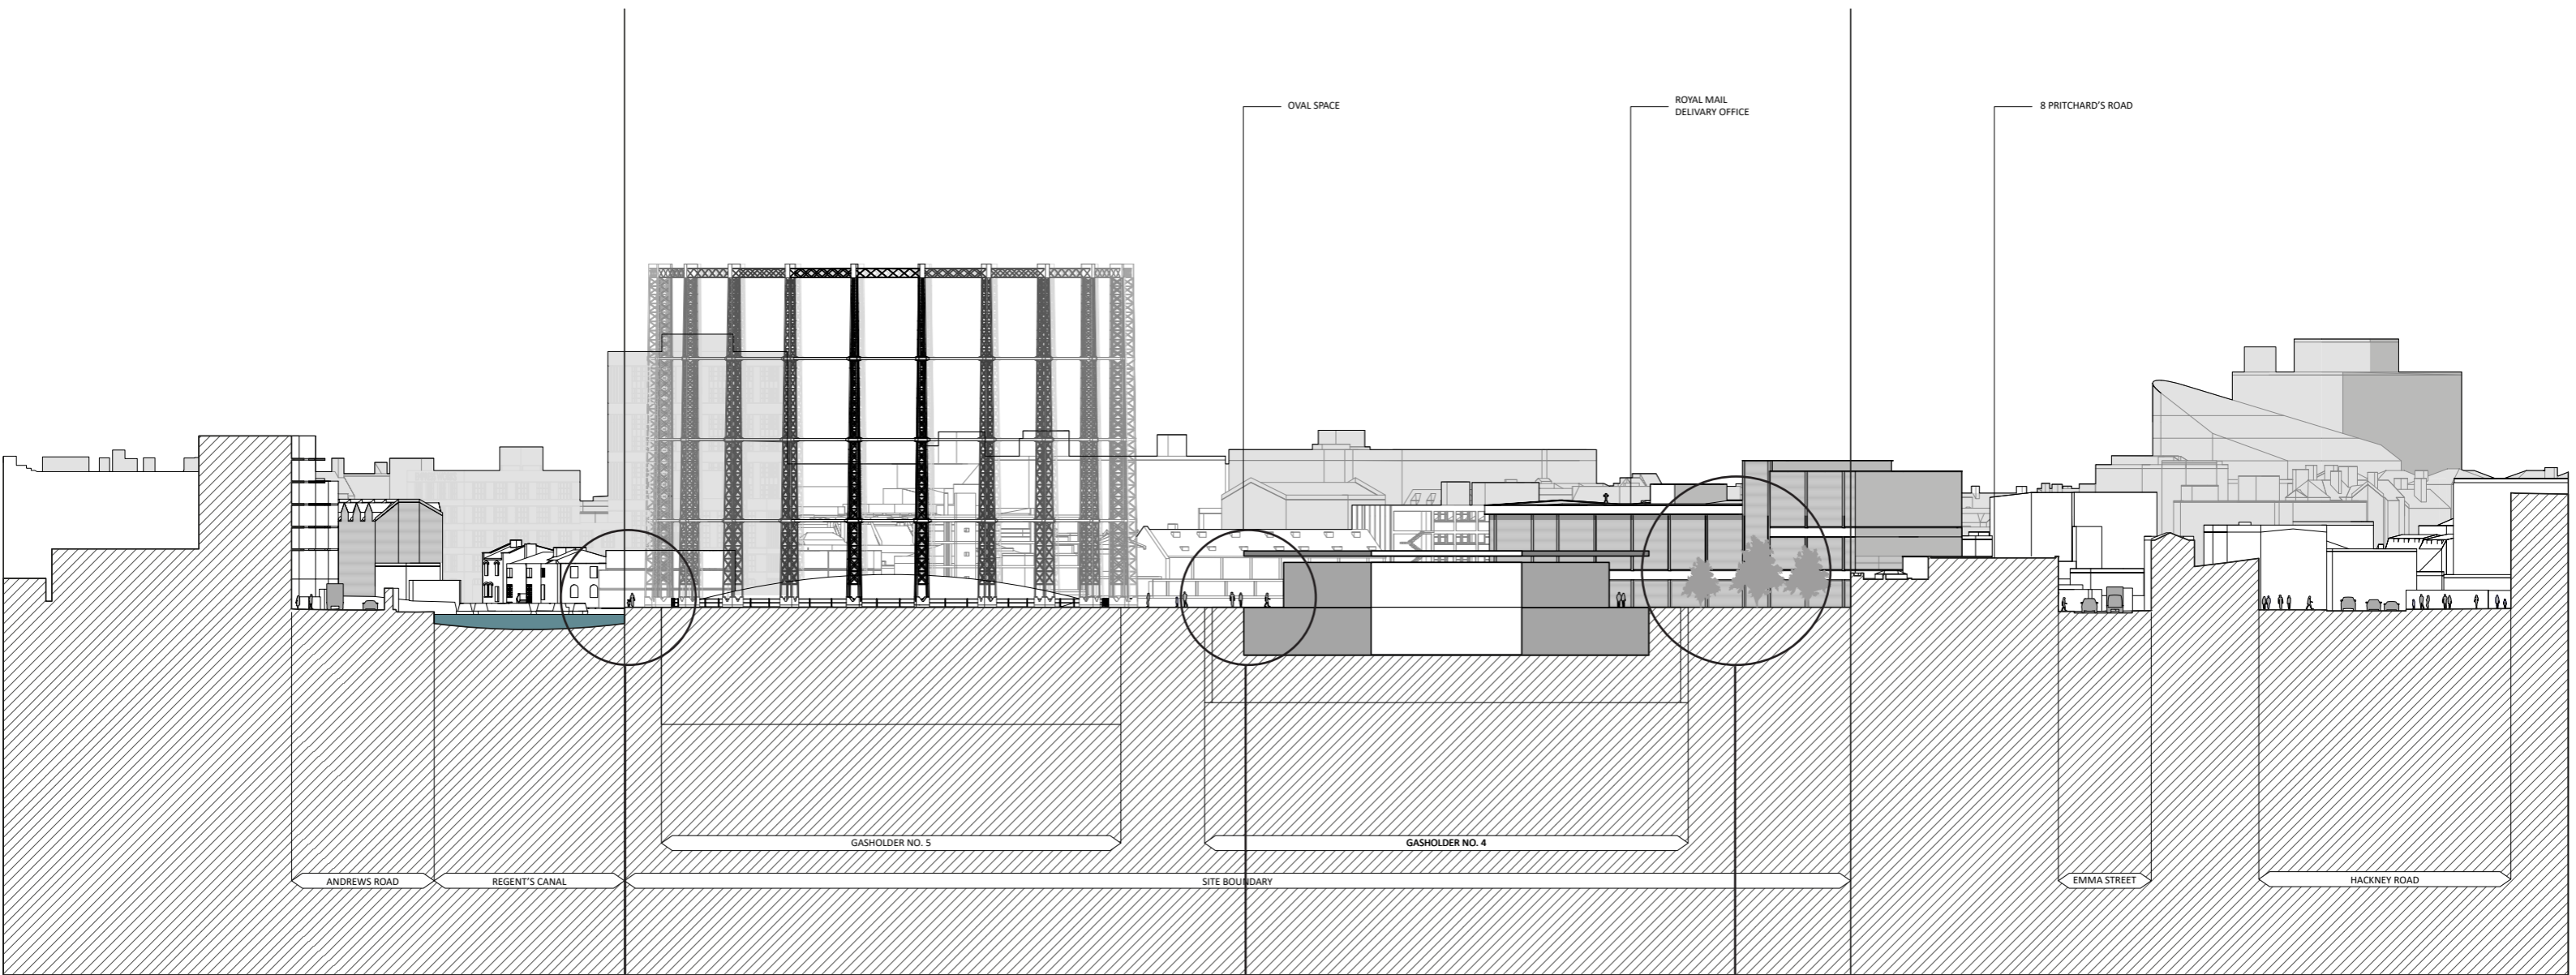 OVAL SPACE
ROYAL MAIL
DELIVARY OFFICE
8 PRITCHARD'S ROAD
GASHOLDER NO. 5
GASHOLDER NO. 4
ANDREWS ROAD
REGENT'S CANAL
SITE BOUNDARY
EMMA STREET
HACKNEY ROAD